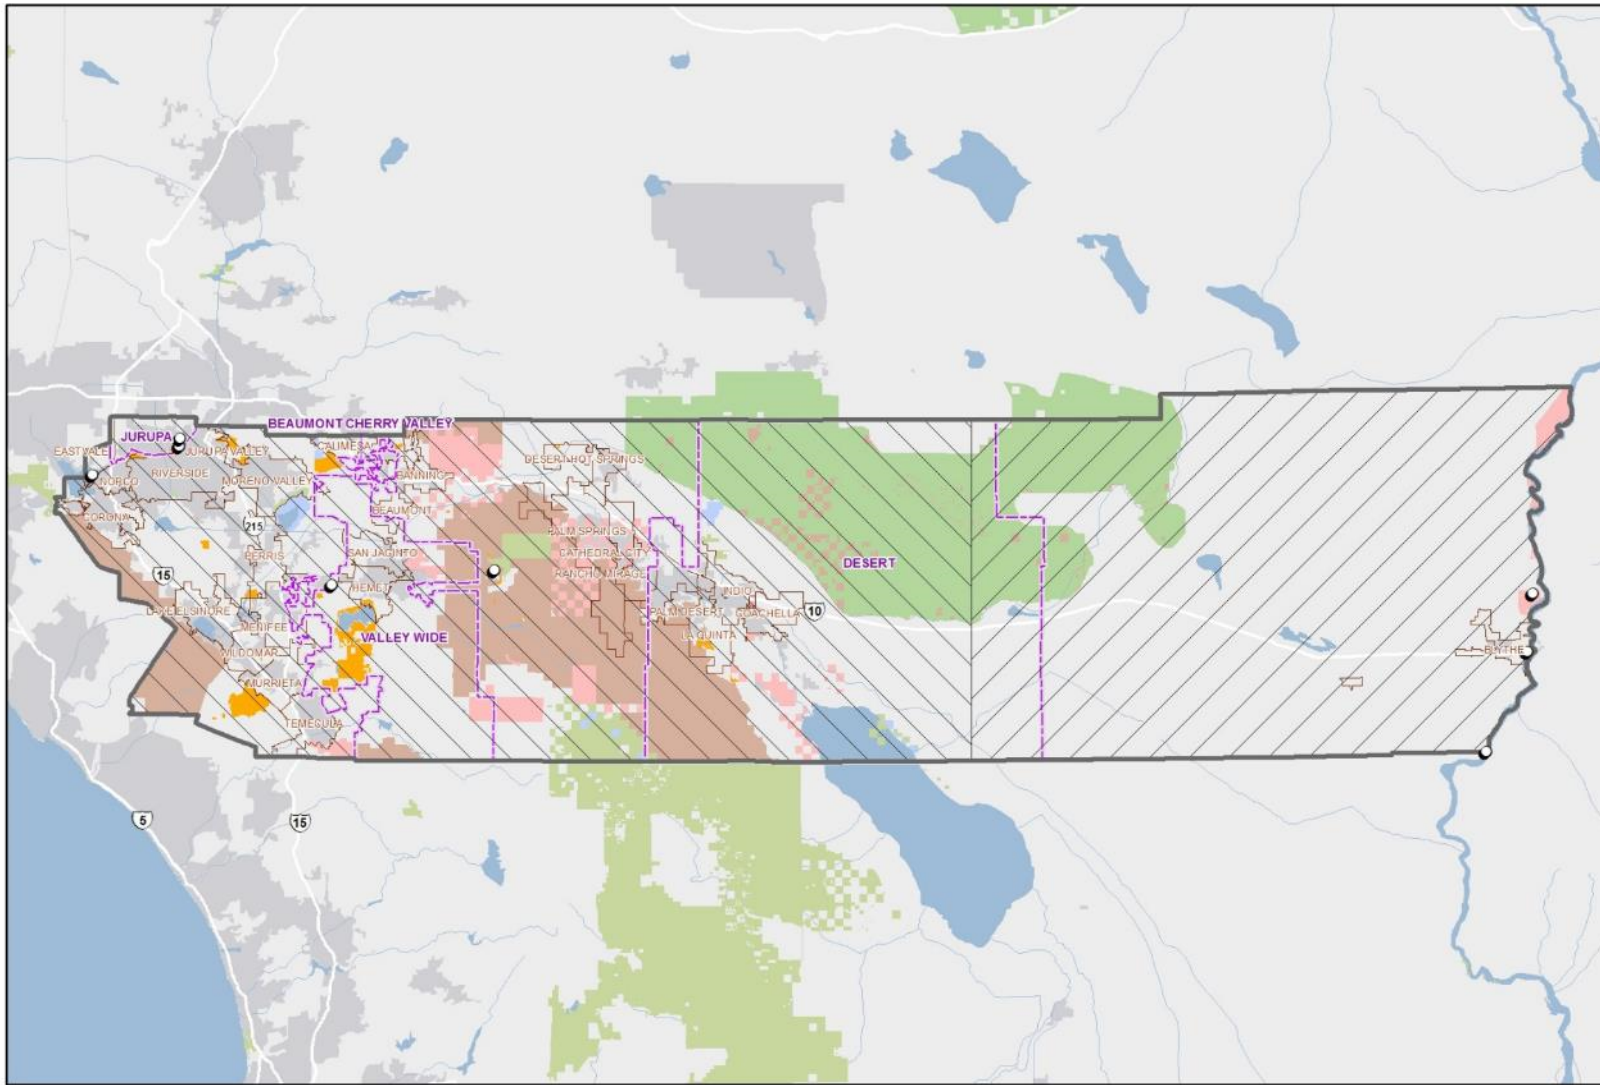 BEAUMONT CHERRY VALLEY
JURUPA
CALIMESA
EASTVALE
JURUPA VALLEY
DESERT HOT SPRINGS
RIVERSIDE
BANNING
NORCO
MORENO VALLEY
BEAUMONT
CORONA
215
PALM SPRINGS
PERRIS
SAN JACINTO
CATHEDRAL CITY
DESERT
15
RANCHO MIRAGE
HEMET
INDIO
LAKE ELSINORE
PALM DESERT
COACHELLA
10
MENIFEE
VALLEY WIDE
LA QUINTA
WILDOMAR
BLYTHE
MURRIETA
TEMECULA
5
15